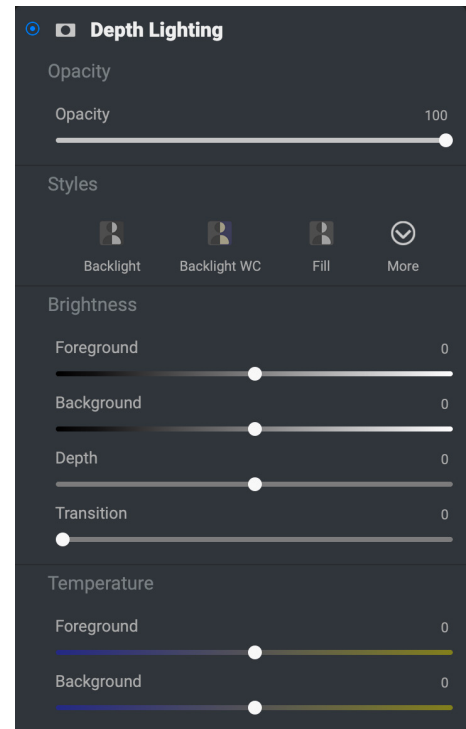 Depth Lighting
Opacity
Opacity 100
Styles
Backlight Backlight WC Fill More
Brightness
Foreground 0
Background 0
Depth 0
Transition 0
Temperature
Foreground 0
Background 0